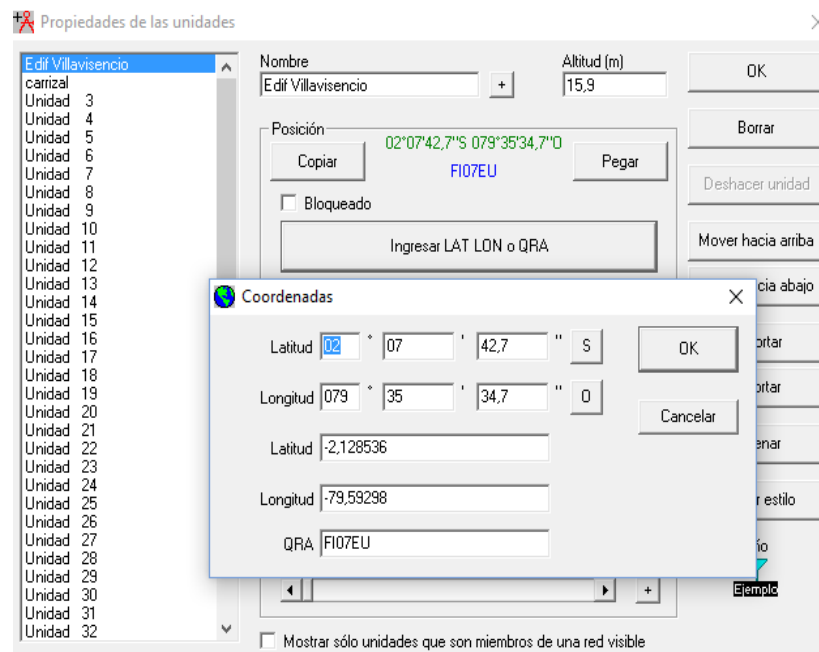 Propiedades de las unidades
Edif Villavisencio
carrizal
Unidad 3
Unidad 4
Unidad 5
Unidad 6
Unidad 7
Unidad 8
Unidad 9
Unidad 10
Unidad 11
Unidad 12
Unidad 13
Unidad 14
Unidad 15
Unidad 16
Unidad 17
Unidad 18
Unidad 19
Unidad 20
Unidad 21
Unidad 22
Unidad 23
Unidad 24
Unidad 25
Unidad 26
Unidad 27
Unidad 28
Unidad 29
Unidad 30
Unidad 31
Unidad 32
Nombre
Altitud (m)
Edif Villavisencio
+
15,9
Posición
02°07'42,7''S 079°35'34,7''O
FI07EU
Copiar
Pegar
Bloqueado
Ingresar LAT LON o QRA
OK
Borrar
Deshacer unidad
Mover hacia arriba
cia abajo
ortar
ortar
enar
r estilo
ño
Ejemplo
Coordenadas
Latitud 02 ° 07 ' 42,7 '' S
Longitud 079 ° 35 ' 34,7 '' O
Latitud -2,128536
Longitud -79,59298
QRA FI07EU
OK
Cancelar
+
Mostrar sólo unidades que son miembros de una red visible